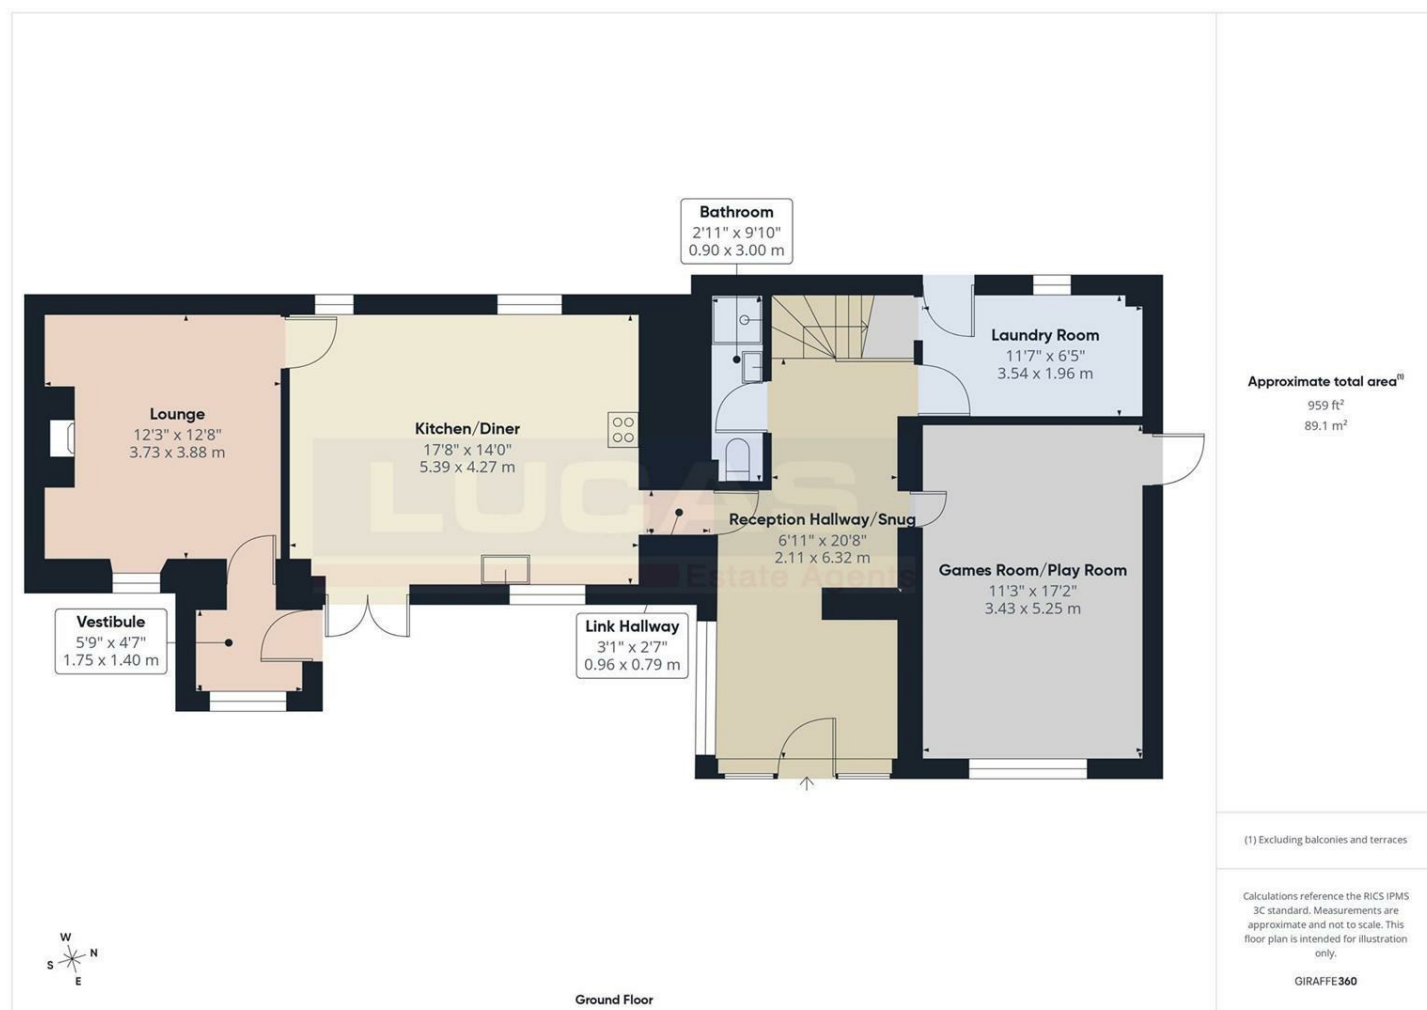 Bathroom
2'11" x 9'10"
0.90 x 3.00 m
Laundry Room
11'7" x 6'5"
3.54 x 1.96 m
Lounge
12'3" x 12'8"
3.73 x 3.88 m
Kitchen/Diner
17'8" x 14'0"
5.39 x 4.27 m
LUCAS
Estate Agents
Reception Hallway/Snug
6'11" x 20'8"
2.11 x 6.32 m
Games Room/Play Room
11'3" x 17'2"
3.43 x 5.25 m
Vestibule
5'9" x 4'7"
1.75 x 1.40 m
Link Hallway
3'1" x 2'7"
0.96 x 0.79 m
W
N
S
E
Ground Floor
Approximate total area(1)
959 ft²
89.1 m²
(1) Excluding balconies and terraces
Calculations reference the RICS IPMS
3C standard. Measurements are
approximate and not to scale. This
floor plan is intended for illustration
only.
GIRAFFE360